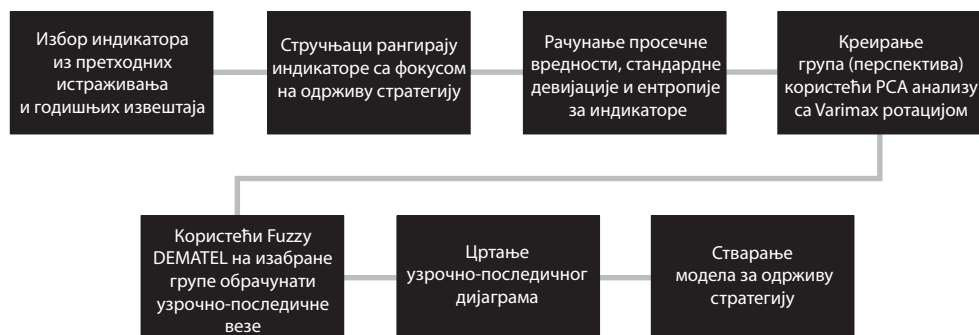 Избор индикатора
из претходних
истраживања
и годишњих извештаја
Стручњаци рангирају
индикаторе са фокусом
на одрживу стратегију
Рачунање просечне
вредности, стандардне
девијације и ентропије
за индикаторе
Креирање
група (перспектива)
користећи PCA анализу
са Varimax ротацијом
Користећи Fuzzy
DEMATEL на изабране
групе обрачунати
узрочно-последичне
везе
Цртање
узрочно-последичног
дијаграма
Стварање
модела за одрживу
стратегију